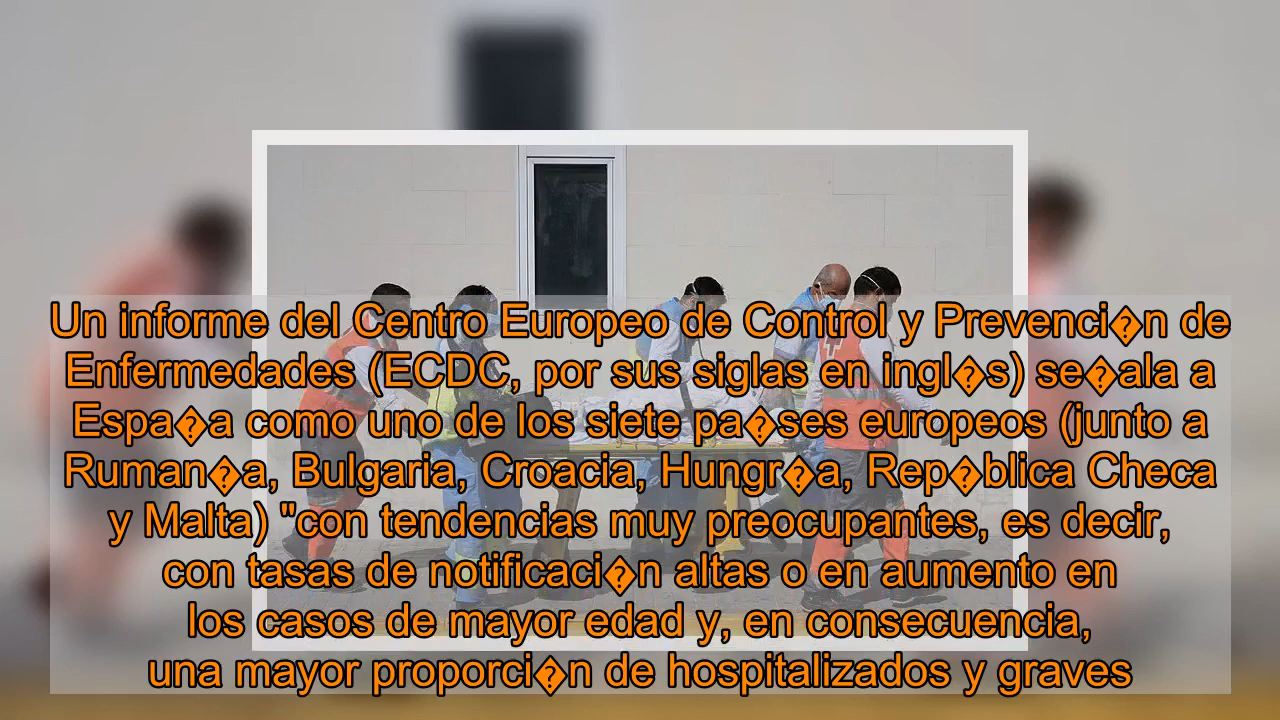 Un informe del Centro Europeo de Control y Prevenci�n de
Enfermedades (ECDC, por sus siglas en ingl�s) se�ala a
Espa�a como uno de los siete pa�ses europeos (junto a
Ruman�a, Bulgaria, Croacia, Hungr�a, Rep�blica Checa
y Malta) "con tendencias muy preocupantes, es decir,
con tasas de notificaci�n altas o en aumento en
los casos de mayor edad y, en consecuencia,
una mayor proporci�n de hospitalizados y graves